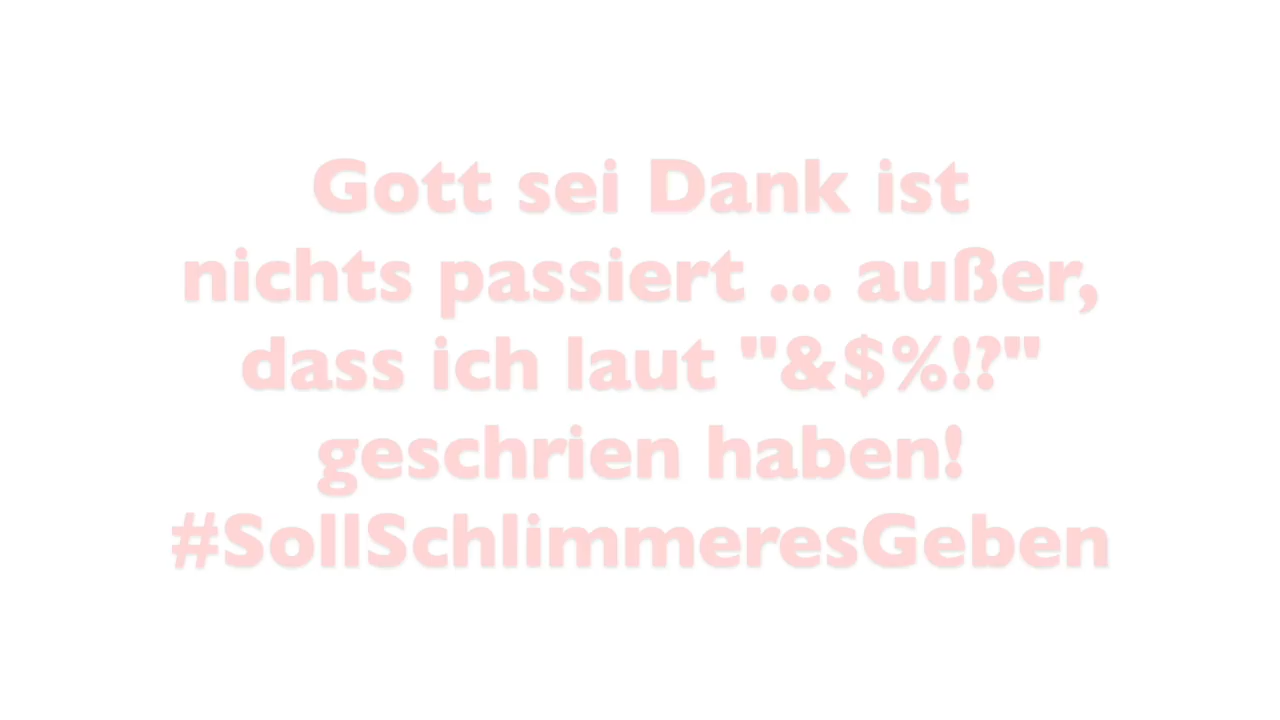 Gott sei Dank ist
nichts passiert ... außer,
dass ich laut "&$%!?"
geschrien haben!
#SollSchlimmeresGeben